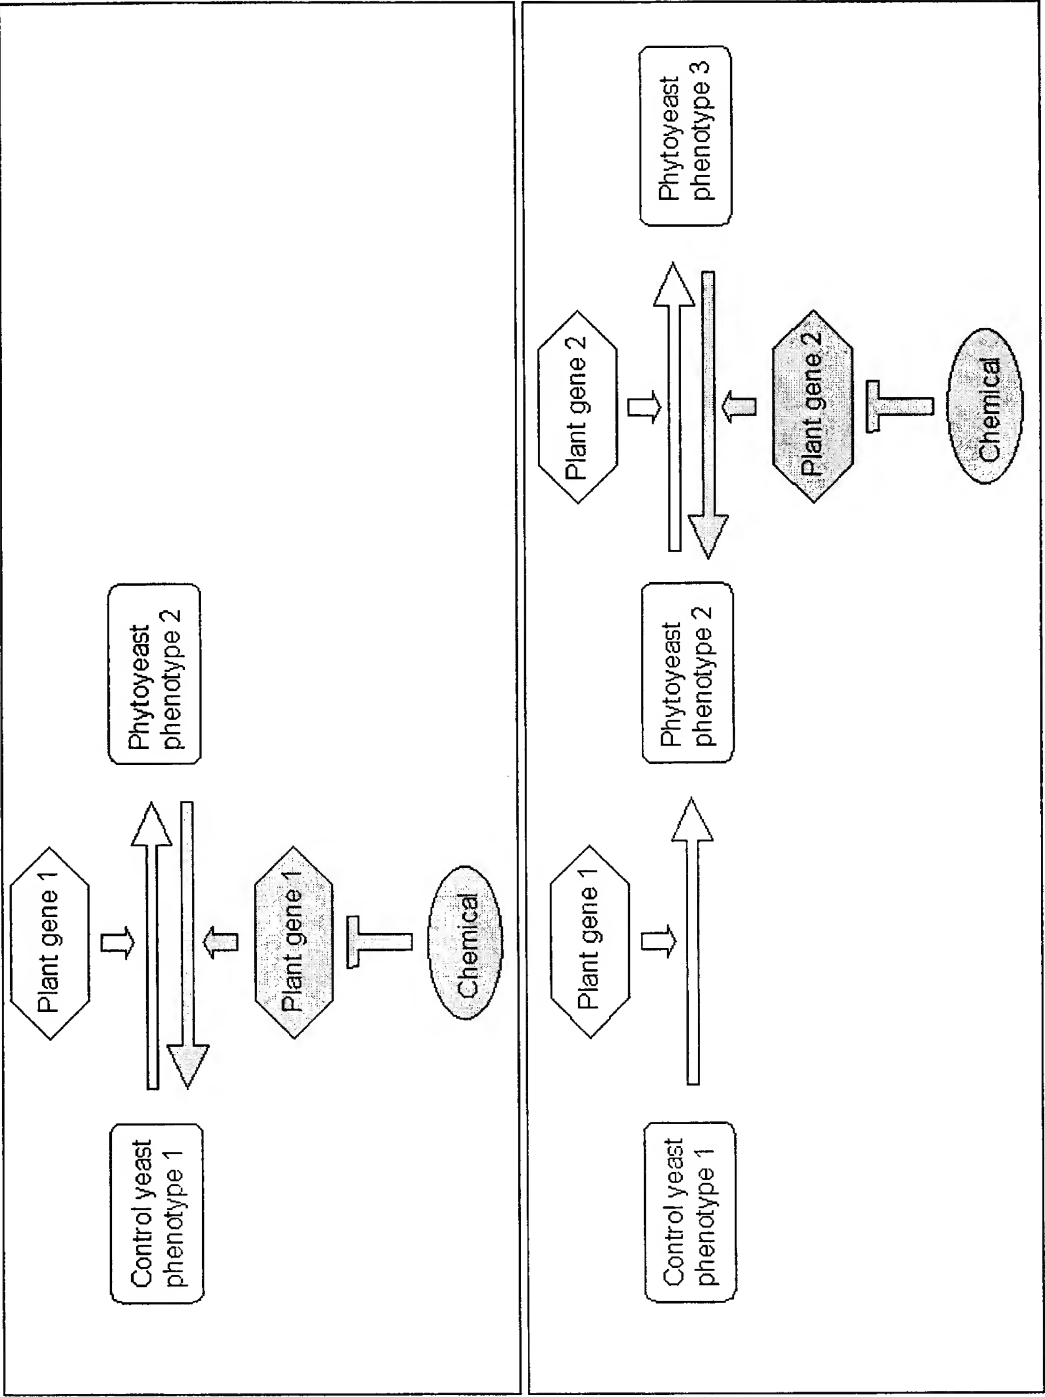 Plant gene 1
Control yeast
phenotype 1
Phytoyeast
phenotype 2
Plant gene 1
Chemical
Plant gene 1
Plant gene 2
Control yeast
phenotype 1
Phytoyeast
phenotype 2
Phytoyeast
phenotype 3
Plant gene 2
Chemical